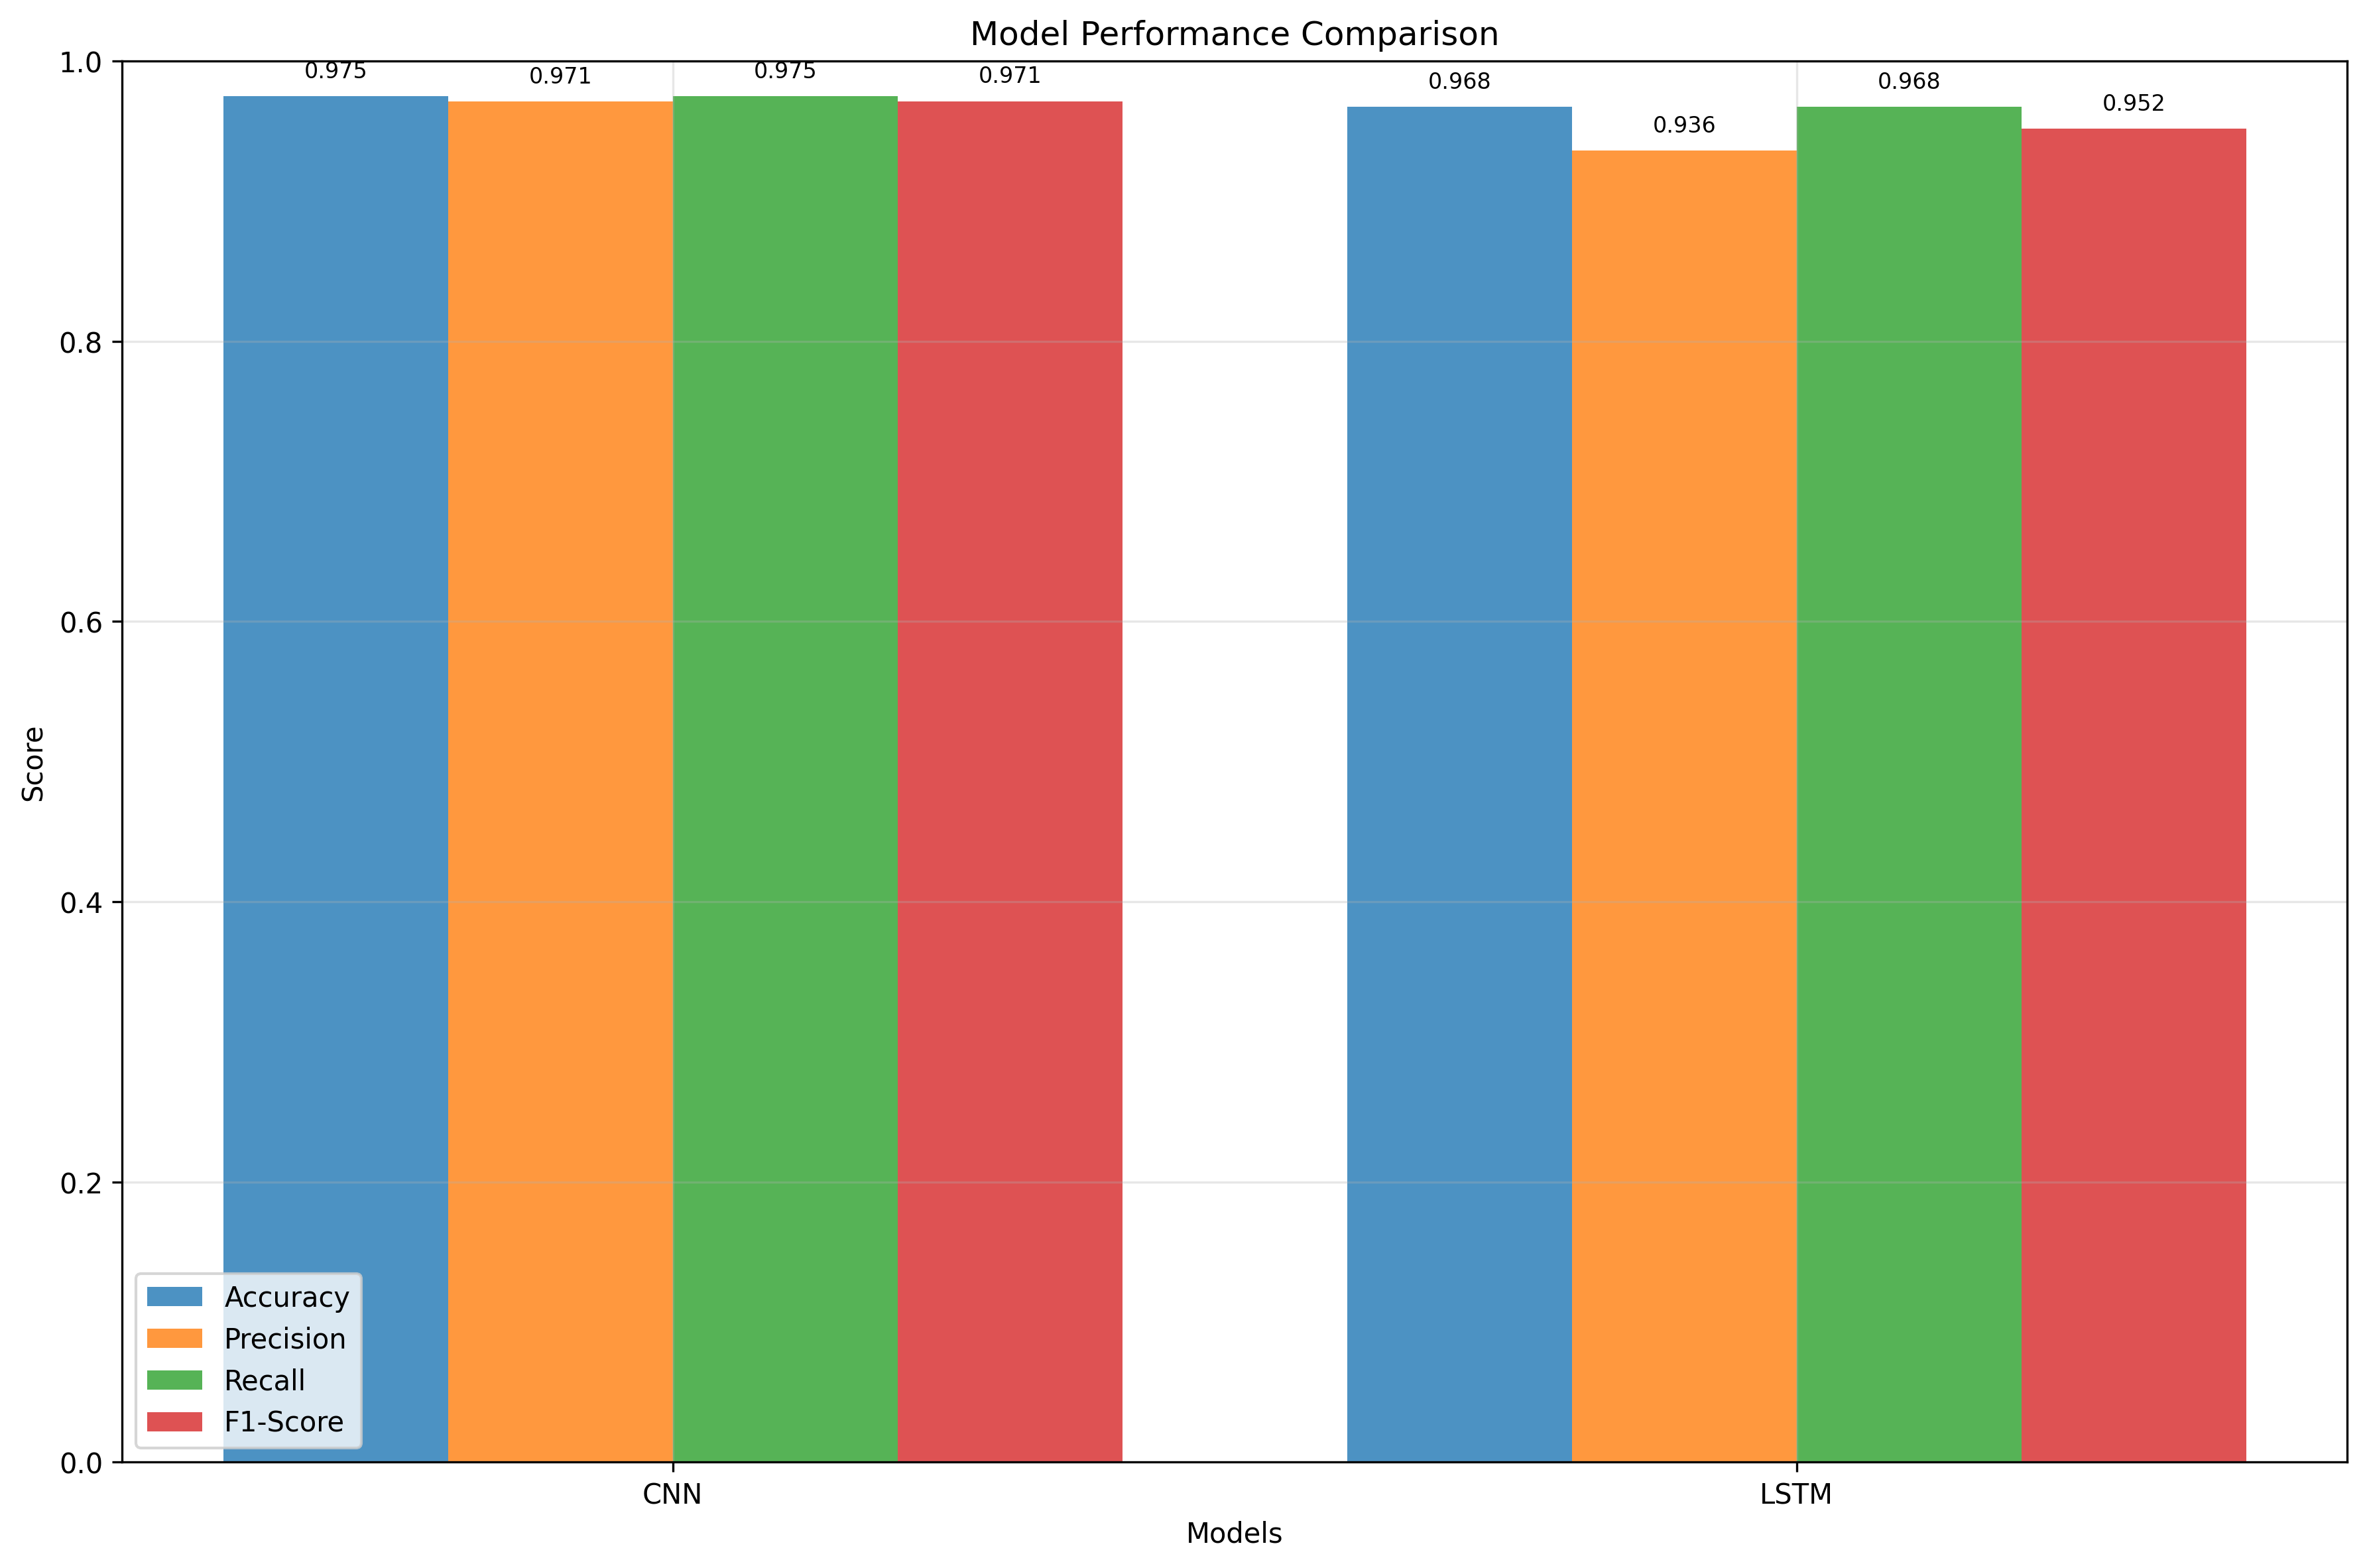 Model Performance Comparison
1.0
0.8
0.6
0.4
0.2
0.0
Score
0.975
0.971
0.975
0.971
0.968
0.936
0.968
0.952
Accuracy
Precision
Recall
F1-Score
CNN
LSTM
Models